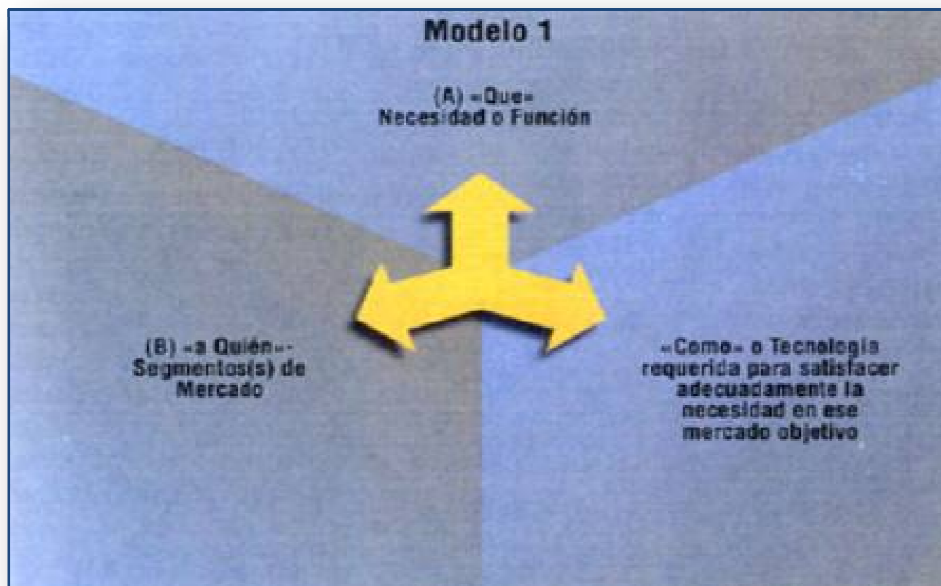 Modelo 1
(A) «Que»
Necesidad o Función
(B) «a Quién»-
Segmentos(s) de
Mercado
«Como» o Tecnología
requerida para satisfacer
adecuadamente la
necesidad en ese
mercado objetivo